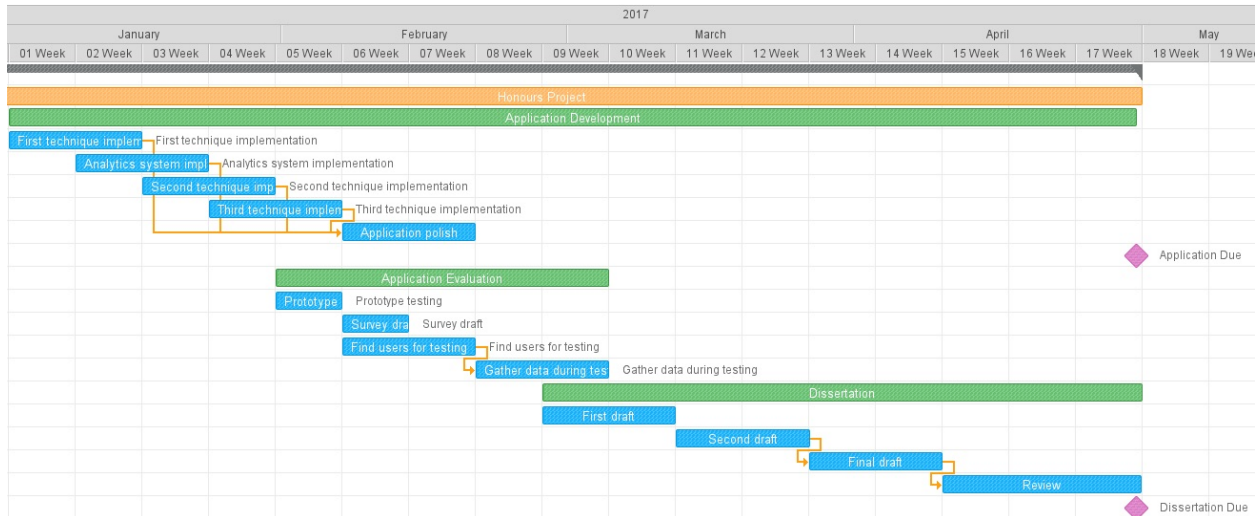 2017
January February March April May
01 Week 02 Week 03 Week 04 Week 05 Week 06 Week 07 Week 08 Week 09 Week 10 Week 11 Week 12 Week 13 Week 14 Week 15 Week 16 Week 17 Week 18 Week 19 Wee
Honours Project
Application Development
First technique implem First technique implementation
Analytics system impl Analytics system implementation
Second technique imp Second technique implementation
Third technique implen Third technique implementation
Application polish
Application Due
Application Evaluation
Prototype Prototype testing
Survey dra Survey draft
Find users for testing Find users for testing
Gather data during tes Gather data during testing
Dissertation
First draft
Second draft
Final draft
Review
Dissertation Due